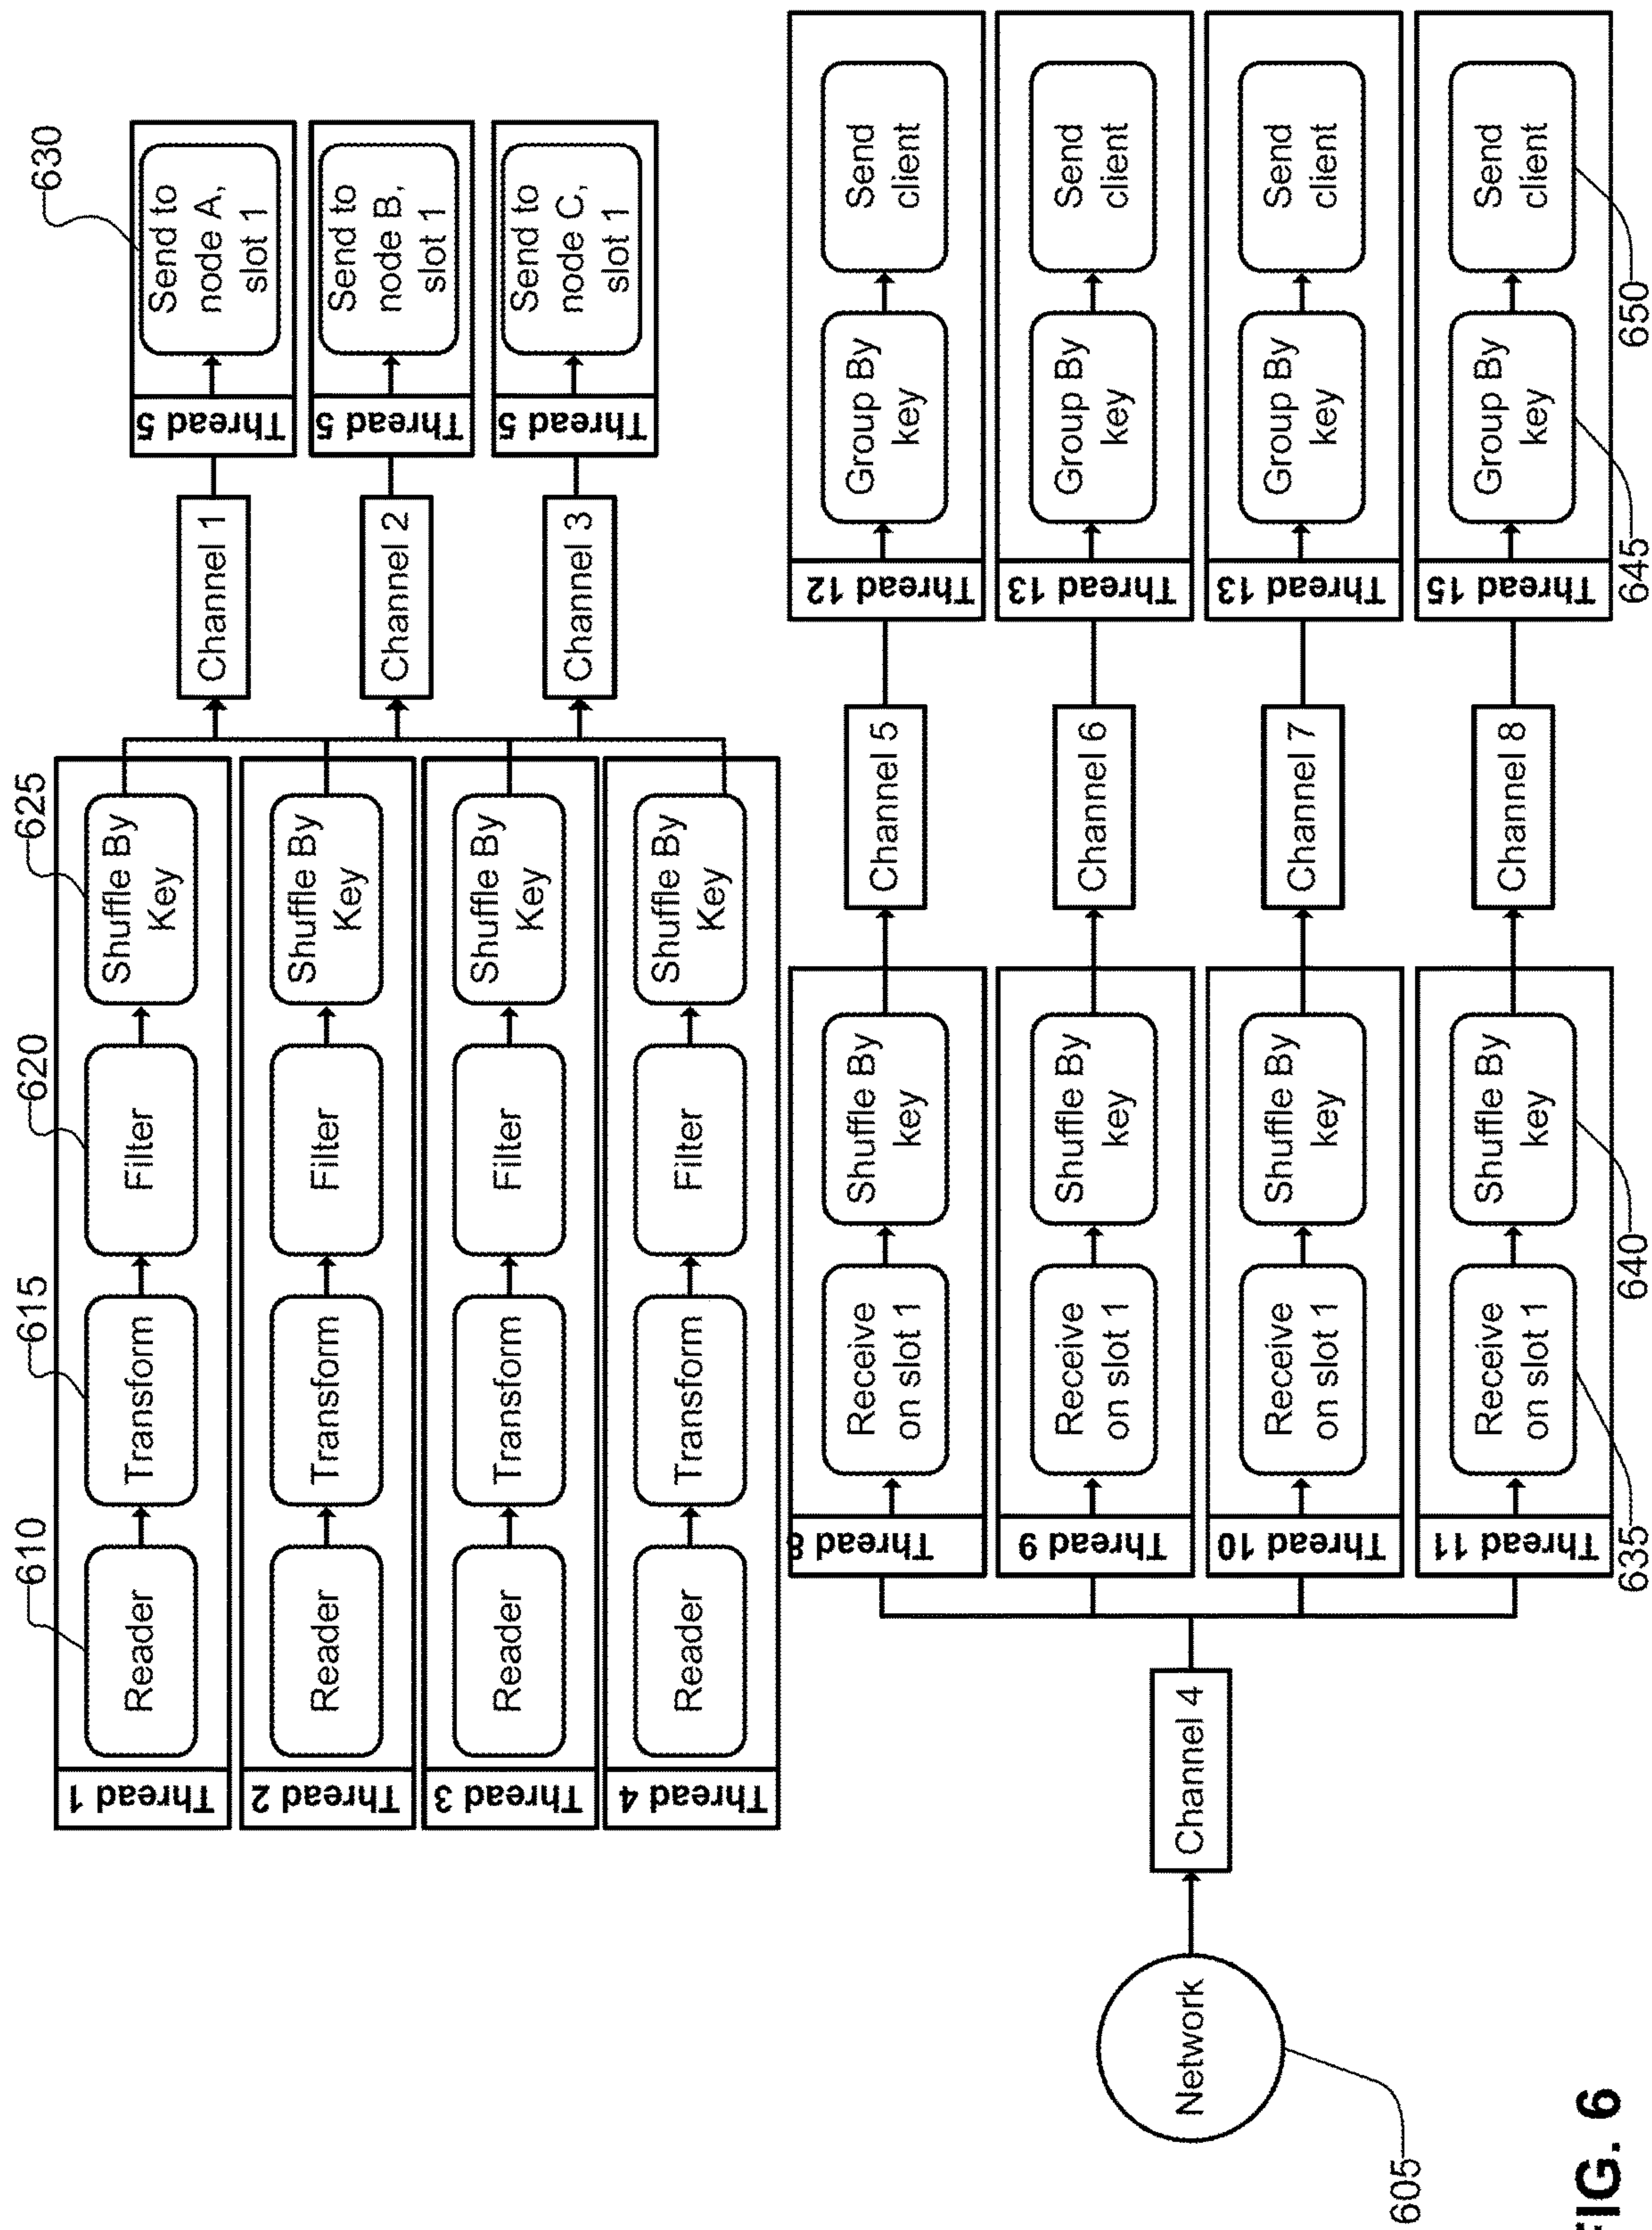 610
615
620
625
630
Thread 1
Reader
Transform
Filter
Shuffle By
Key
Channel 1
Thread 5
Send to
node A,
slot 1
Thread 2
Reader
Transform
Filter
Shuffle By
Key
Channel 2
Thread 5
Send to
node B,
slot 1
Thread 3
Reader
Transform
Filter
Shuffle By
Key
Channel 3
Thread 5
Send to
node C,
slot 1
Thread 4
Reader
Transform
Filter
Shuffle By
Key
Network
605
Channel 4
Thread 8
Receive
on slot 1
Shuffle By
key
Channel 5
Thread 12
Group By
key
Send
client
Thread 9
Receive
on slot 1
Shuffle By
key
Channel 6
Thread 13
Group By
key
Send
client
Thread 10
Receive
on slot 1
Shuffle By
key
Channel 7
Thread 13
Group By
key
Send
client
Thread 11
Receive
on slot 1
Shuffle By
key
Channel 8
Thread 15
Group By
key
Send
client
635
640
645
650
FIG. 6